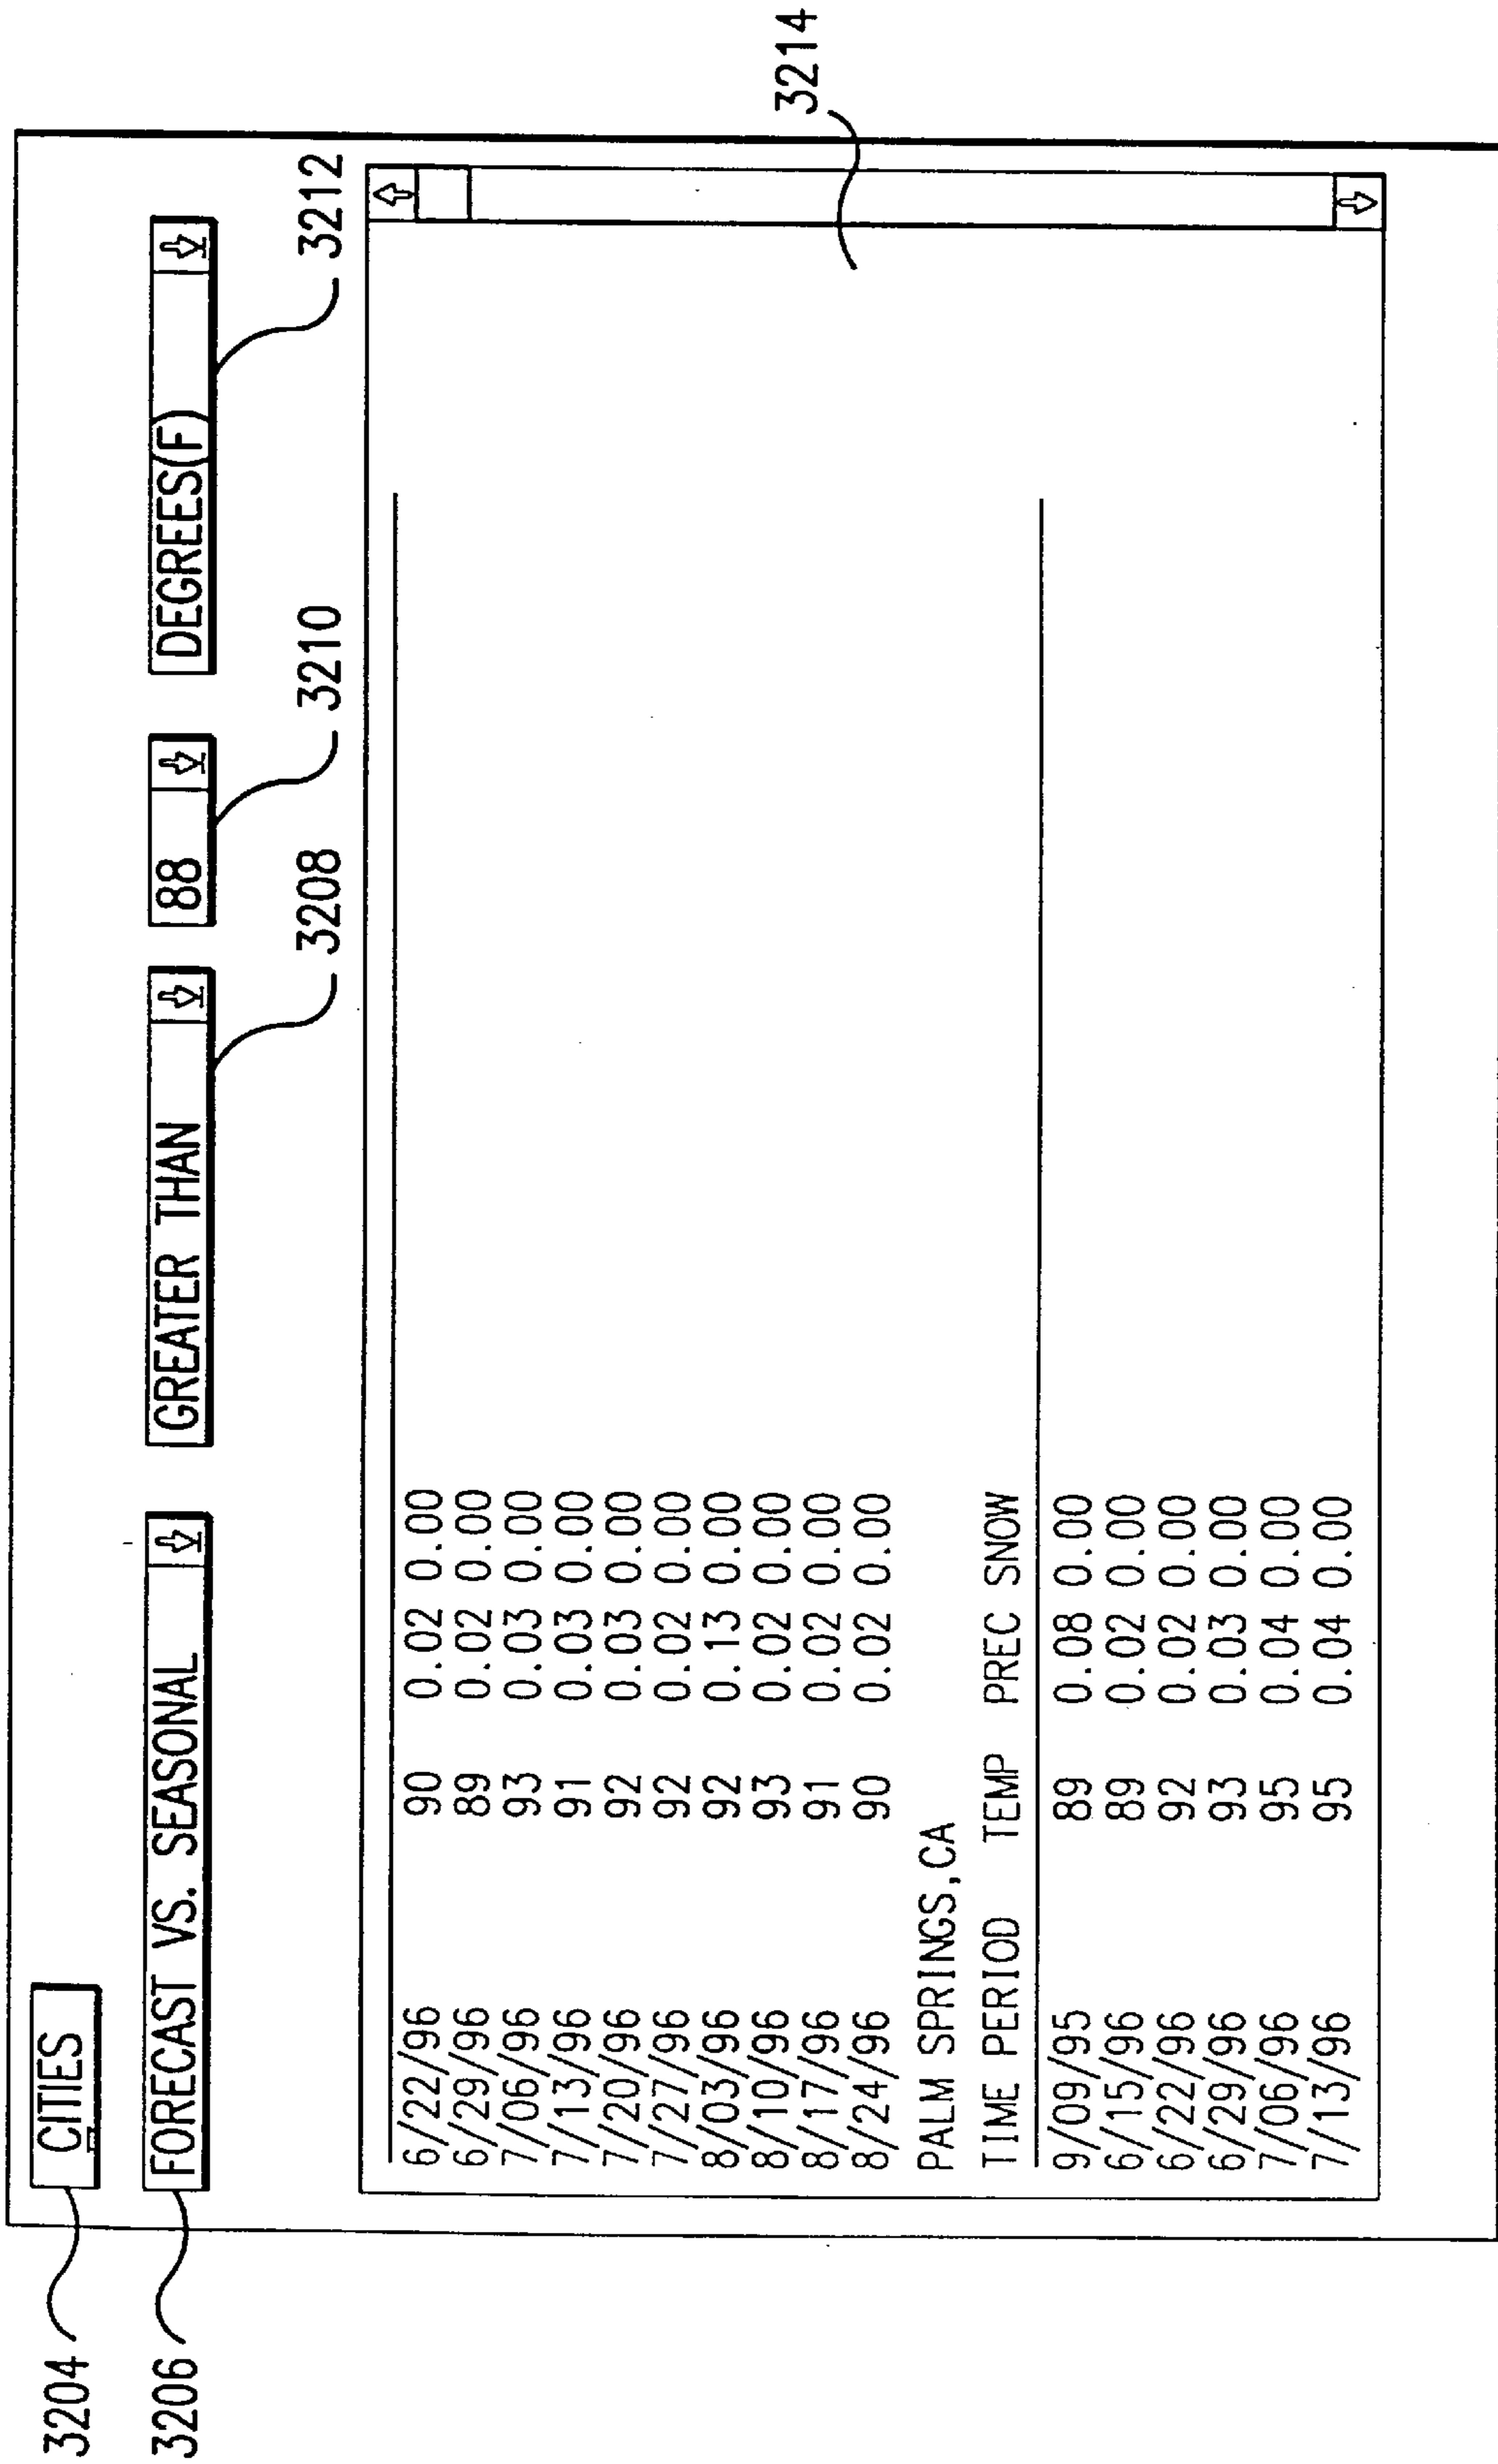 3204
CITIES
3206
FORECAST VS. SEASONAL
GREATER THAN
88
DEGREES(F)
3208
3210
3212
6/22/96 90 0.02 0.00
6/29/96 89 0.02 0.00
7/06/96 93 0.03 0.00
7/13/96 91 0.03 0.00
7/20/96 92 0.03 0.00
7/27/96 92 0.02 0.00
8/03/96 92 0.13 0.00
8/10/96 93 0.02 0.00
8/17/96 91 0.02 0.00
8/24/96 90 0.02 0.00
PALM SPRINGS,CA
TIME PERIOD TEMP PREC SNOW
9/09/95 89 0.08 0.00
6/15/96 89 0.02 0.00
6/22/96 92 0.02 0.00
6/29/96 93 0.03 0.00
7/06/96 95 0.04 0.00
7/13/96 95 0.04 0.00
3214